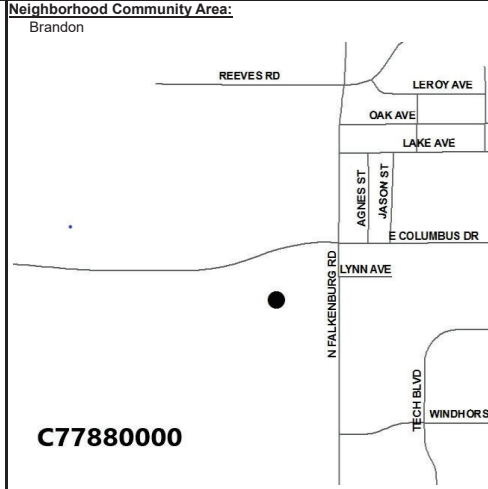 Neighborhood Community Area:
Brandon
REEVES RD
LEROY AVE
OAK AVE
LAKE AVE
AGNES ST
JASON ST
E COLUMBUS DR
LYNN AVE
N FALKENBURG RD
TECH BLVD
WINDHORS
C77880000